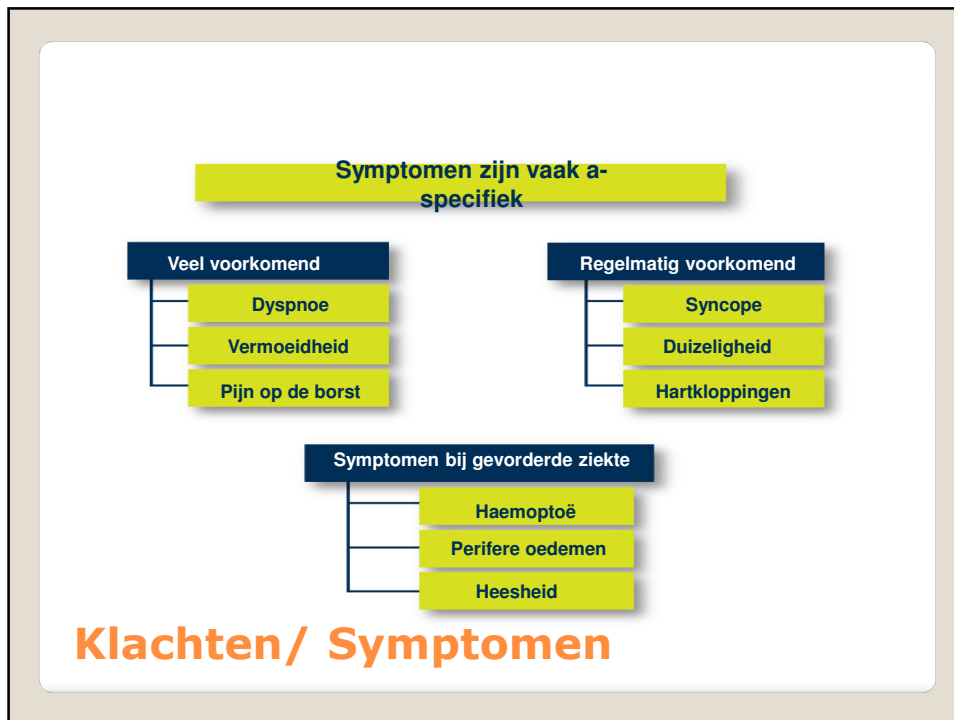 Symptomen zijn vaak a-
specifiek
Veel voorkomend
Dyspnoe
Vermoeidheid
Pijn op de borst
Regelmatig voorkomend
Syncope
Duizeligheid
Hartkloppingen
Symptomen bij gevorderde ziekte
Haemoptoë
Perifere oedemen
Heesheid
Klachten/ Symptomen